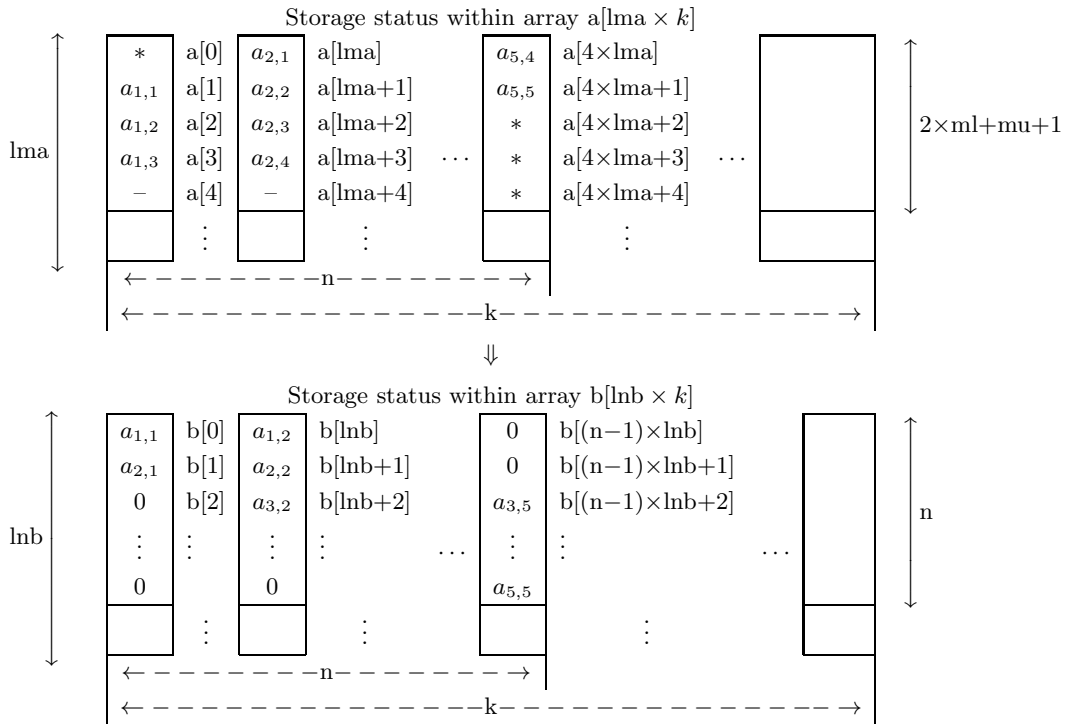 Storage status within array a[lma × k]
* a[0] a2,1 a[lma] a5,4 a[4×lma]
a1,1 a[1] a2,2 a[lma+1] a5,5 a[4×lma+1]
lma a1,2 a[2] a2,3 a[lma+2] * a[4×lma+2] 2×ml+mu+1
a1,3 a[3] a2,4 a[lma+3] ⋯ * a[4×lma+3] ⋯
– a[4] – a[lma+4] * a[4×lma+4]
⋮ ⋮ ⋮
←−−−−−−−n−−−−−−−→
←−−−−−−−−−−−−−k−−−−−−−−−−−−−→
⇓
Storage status within array b[lnb × k]
a1,1 b[0] a1,2 b[lnb] 0 b[(n−1)×lnb]
a2,1 b[1] a2,2 b[lnb+1] 0 b[(n−1)×lnb+1]
0 b[2] a3,2 b[lnb+2] a3,5 b[(n−1)×lnb+2] n
lnb ⋮ ⋮ ⋮ ⋮ ⋯ ⋮ ⋮ ⋯
0 0 a5,5
⋮ ⋮ ⋮
←−−−−−−−n−−−−−−−→
←−−−−−−−−−−−−−k−−−−−−−−−−−−−→